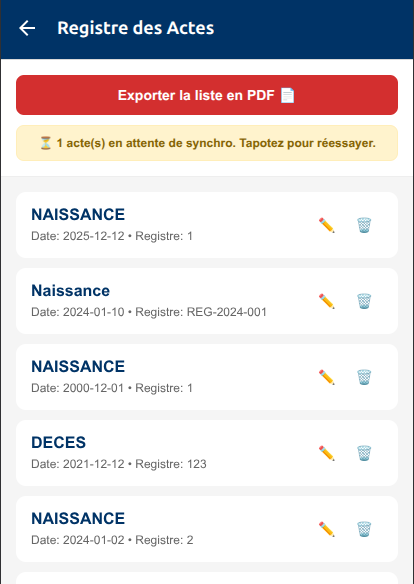 Registre des Actes
Exporter la liste en PDF 📄
⏳ 1 acte(s) en attente de synchro. Tapotez pour réessayer.
NAISSANCE
Date: 2025-12-12 • Registre: 1
Naissance
Date: 2024-01-10 • Registre: REG-2024-001
NAISSANCE
Date: 2000-12-01 • Registre: 1
DECES
Date: 2021-12-12 • Registre: 123
NAISSANCE
Date: 2024-01-02 • Registre: 2